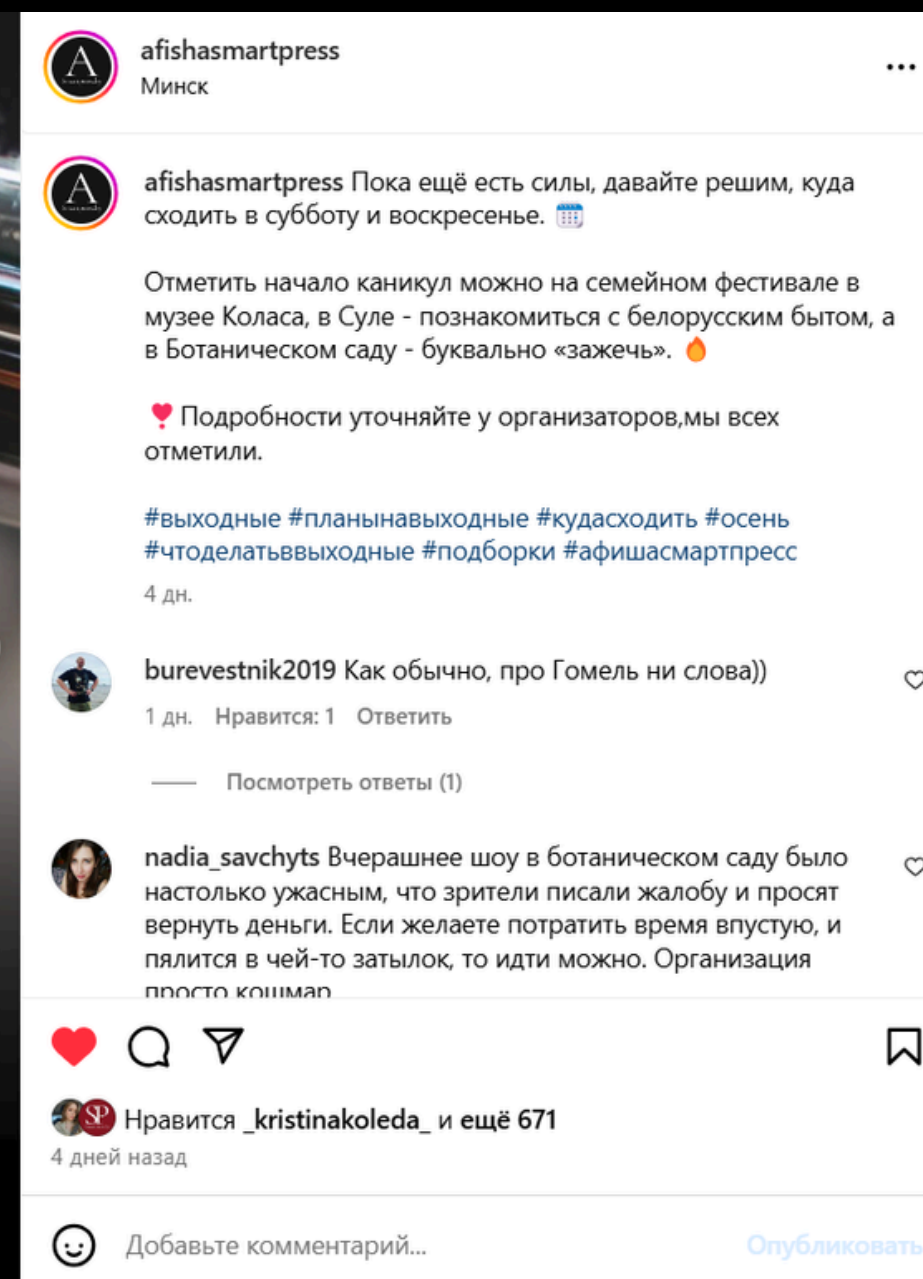 afishasmartpress
Минск
afishasmartpress Пока ещё есть силы, давайте решим, куда
сходить в субботу и воскресенье. 🗓️
Отметить начало каникул можно на семейном фестивале в
музее Коласа, в Суле - познакомиться с белорусским бытом, а
в Ботаническом саду - буквально «зажечь». 🔥
❣️ Подробности уточняйте у организаторов,мы всех
отметили.
#выходные #планынавыходные #кудасходить #осень
#чтоделатьввыходные #подборки #афишасмартпресс
4 дн.
burevestnik2019 Как обычно, про Гомель ни слова))
1 дн. Нравится: 1 Ответить
Посмотреть ответы (1)
nadia_savchyts Вчерашнее шоу в ботаническом саду было
настолько ужасным, что зрители писали жалобу и просят
вернуть деньги. Если желаете потратить время впустую, и
пялится в чей-то затылок, то идти можно. Организация
просто кошмар
SP Нравится _kristinakoleda_ и ещё 671
4 дней назад
Добавьте комментарий...
Опубликовать